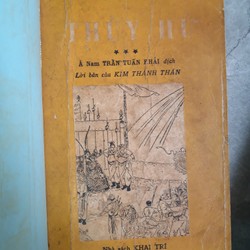 THỦY HỬ
★ ★ ★
Á Nam TRẦN TUẤN KHẢI dịch
Lời bàn của KIM THÁNH THÁN
Nhà sách KHAI TRÍ